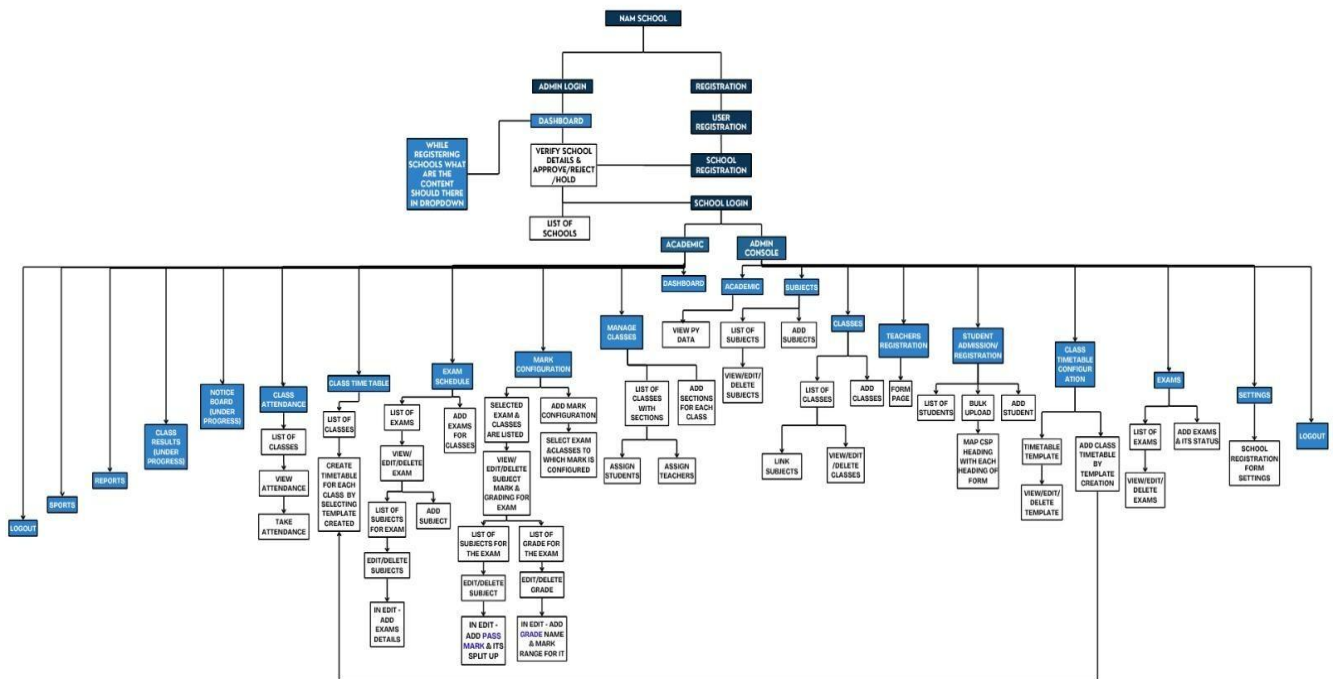 NAM SCHOOL
ADMIN LOGIN
REGISTRATION
DASHBOARD
USER
REGISTRATION
WHILE
REGISTERING
SCHOOLS WHAT
ARE THE
CONTENT
SHOULD THERE
IN DROPDOWN
VERIFY SCHOOL
DETAILS &
APPROVE/REJECT
/HOLD
SCHOOL
REGISTRATION
SCHOOL LOGIN
LIST OF
SCHOOLS
ACADEMIC
ADMIN
CONSOLE
DASHBOARD
ACADEMIC
SUBJECTS
VIEW PY
DATA
LIST OF
SUBJECTS
ADD
SUBJECTS
VIEW/EDIT/
DELETE
SUBJECTS
LOGOUT
SPORTS
REPORTS
CLASS
RESULTS
(UNDER
PROGRESS)
NOTICE
BOARD
(UNDER
PROGRESS)
CLASS
ATTENDANCE
LIST OF
CLASSES
VIEW
ATTENDANCE
TAKE
ATTENDANCE
CLASS TIME TABLE
LIST OF
CLASSES
CREATE
TIMETABLE
FOR EACH
CLASS BY
SELECTING
TEMPLATE
CREATED
EXAM
SCHEDULE
LIST OF
EXAMS
ADD
EXAMS
FOR
CLASSES
VIEW/
EDIT/DELETE
EXAM
LIST OF
SUBJECTS
FOR EXAM
ADD
SUBJECT
EDIT/DELETE
SUBJECTS
IN EDIT -
ADD
EXAMS
DETAILS
MARK
CONFIGURATION
SELECTED
EXAM &
CLASSES
ARE LISTED
ADD MARK
CONFIGURATION
SELECT EXAM
&CLASSES TO
WHICH MARK IS
CONFIGURED
VIEW/
EDIT/DELETE
SUBJECT
MARK &
GRADING FOR
EXAM
LIST OF
SUBJECTS FOR
THE EXAM
LIST OF
GRADE FOR
THE EXAM
EDIT/DELETE
SUBJECT
EDIT/DELETE
GRADE
IN EDIT -
ADD PASS
MARK & ITS
SPLIT UP
IN EDIT - ADD
GRADE NAME
& MARK
RANGE FOR IT
MANAGE
CLASSES
LIST OF
CLASSES
WITH
SECTIONS
ADD
SECTIONS
FOR EACH
CLASS
ASSIGN
STUDENTS
ASSIGN
TEACHERS
CLASSES
LIST OF
CLASSES
ADD
CLASSES
LINK
SUBJECTS
VIEW/EDIT
/DELETE
CLASSES
TEACHERS
REGISTRATION
FORM
PAGE
STUDENT
ADMISSION/
REGISTRATION
LIST OF
STUDENTS
BULK
UPLOAD
ADD
STUDENT
MAP CSP
HEADING
WITH EACH
HEADING OF
FORM
CLASS
TIMETABLE
CONFIGUR
ATION
TIMETABLE
TEMPLATE
ADD CLASS
TIMETABLE
BY
TEMPLATE
CREATION
VIEW/EDIT/
DELETE
TEMPLATE
EXAMS
LIST OF
EXAMS
ADD EXAMS
& ITS STATUS
VIEW/EDIT/
DELETE
EXAMS
SETTINGS
SCHOOL
REGISTRATION
FORM
SETTINGS
LOGOUT